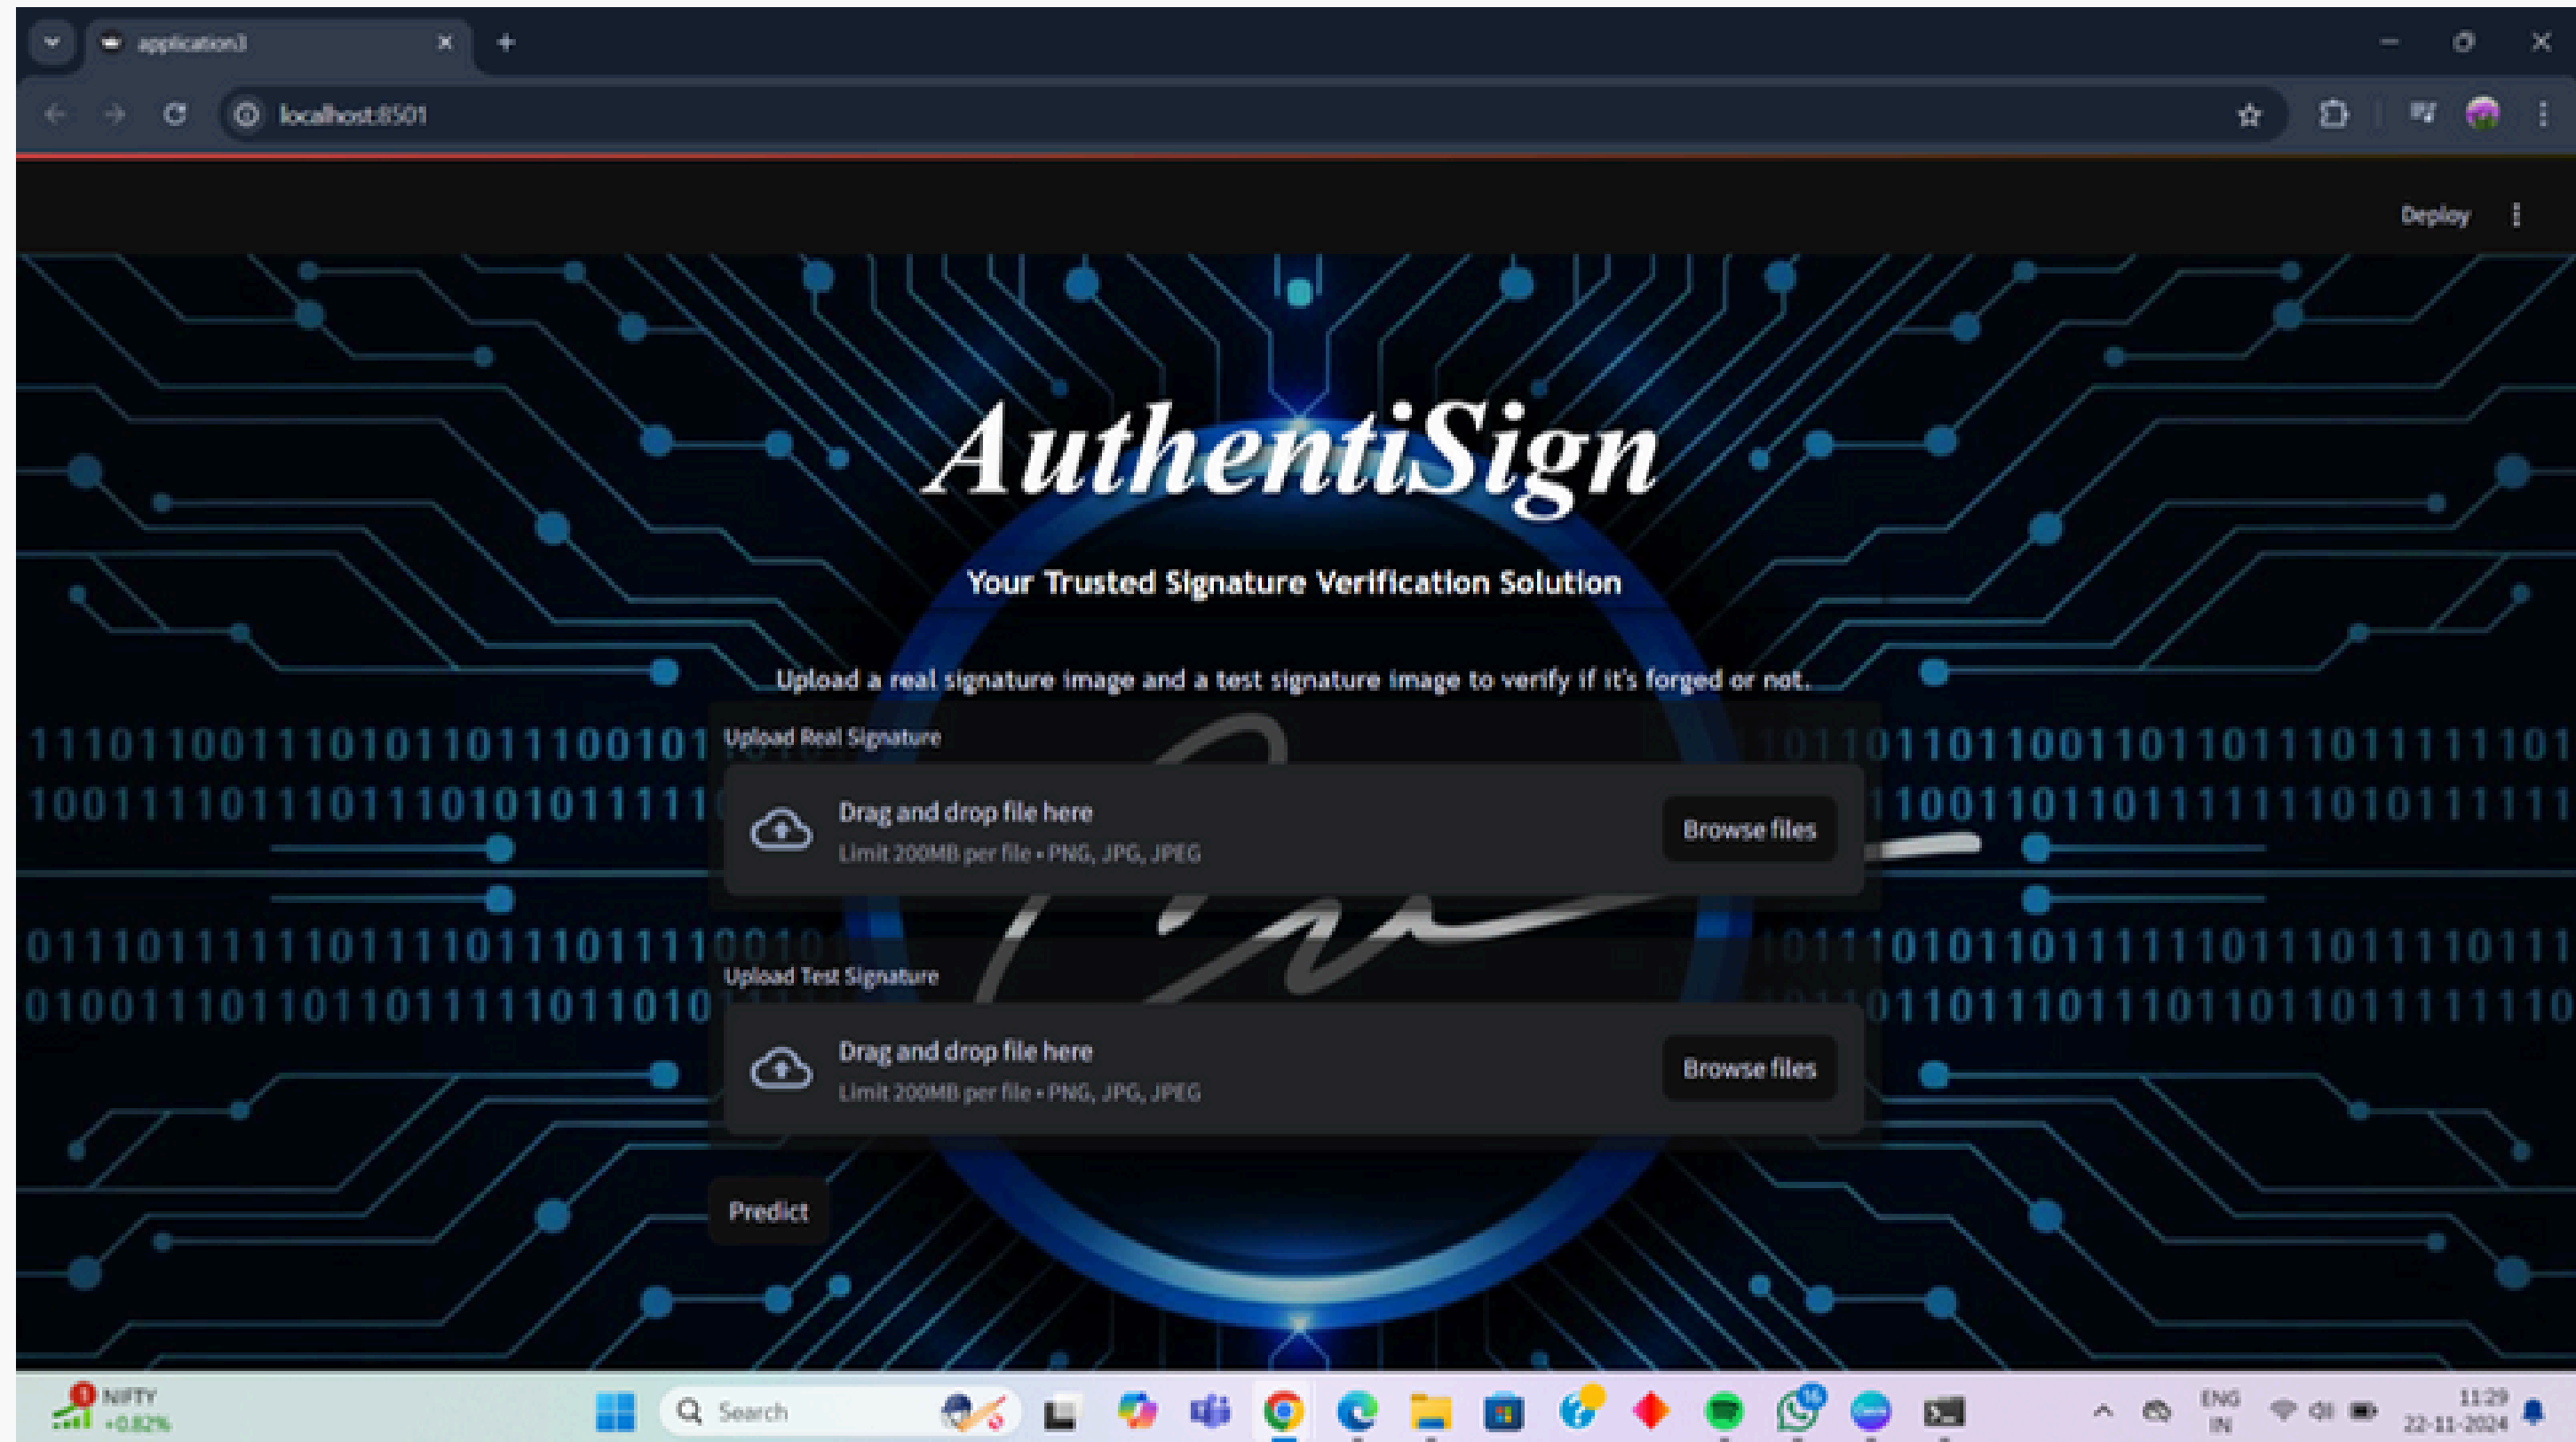 application3
localhost:8501
Deploy
AuthentiSign
Your Trusted Signature Verification Solution
Upload a real signature image and a test signature image to verify if it's forged or not.
Upload Real Signature
Drag and drop file here
Limit 200MB per file • PNG, JPG, JPEG
Browse files
Upload Test Signature
Drag and drop file here
Limit 200MB per file • PNG, JPG, JPEG
Browse files
Predict
1
NIFTY
+0.82%
Search
16
ENG
IN
11:29
22-11-2024